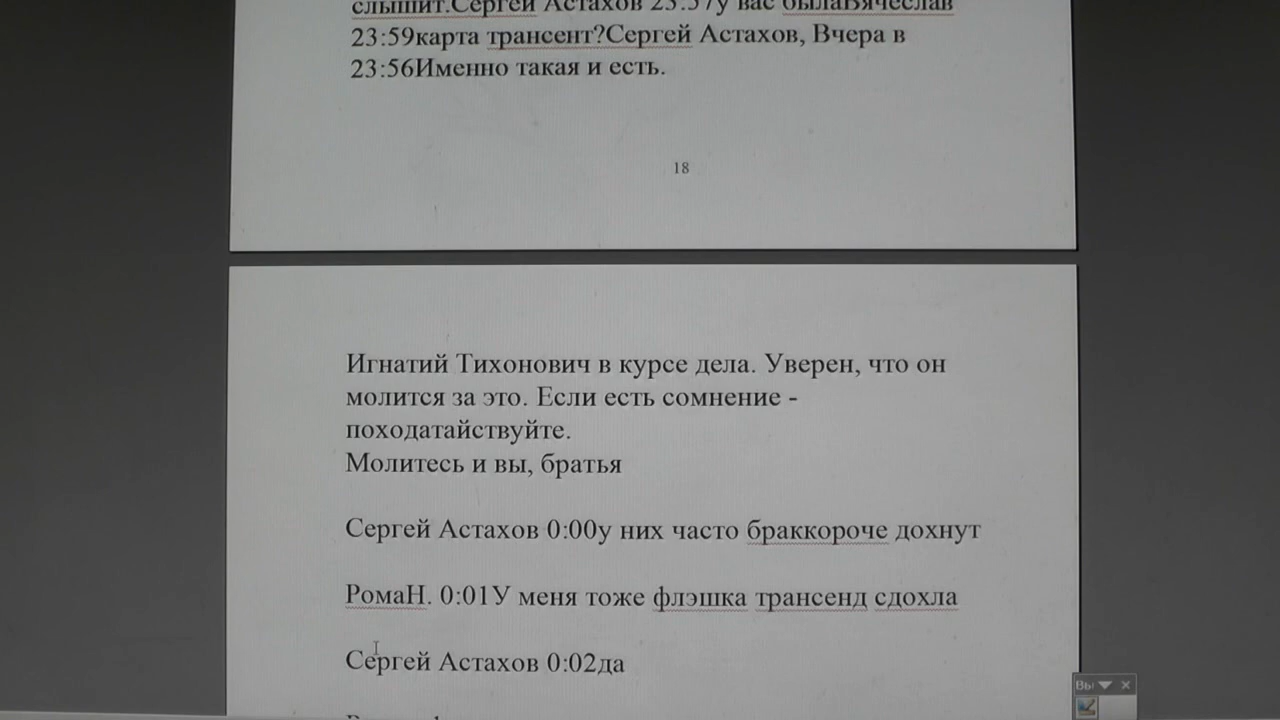 слышит.Сергей Астахов 23:57у вас былаВячеслав
23:59карта трансент?Сергей Астахов, Вчера в
23:56Именно такая и есть.
18
Игнатий Тихонович в курсе дела. Уверен, что он
молится за это. Если есть сомнение -
походатайствуйте.
Молитесь и вы, братья
Сергей Астахов 0:00у них часто браккороче дохнут
РомаН. 0:01У меня тоже флэшка трансенд сдохла
Сергей Астахов 0:02да
Вы